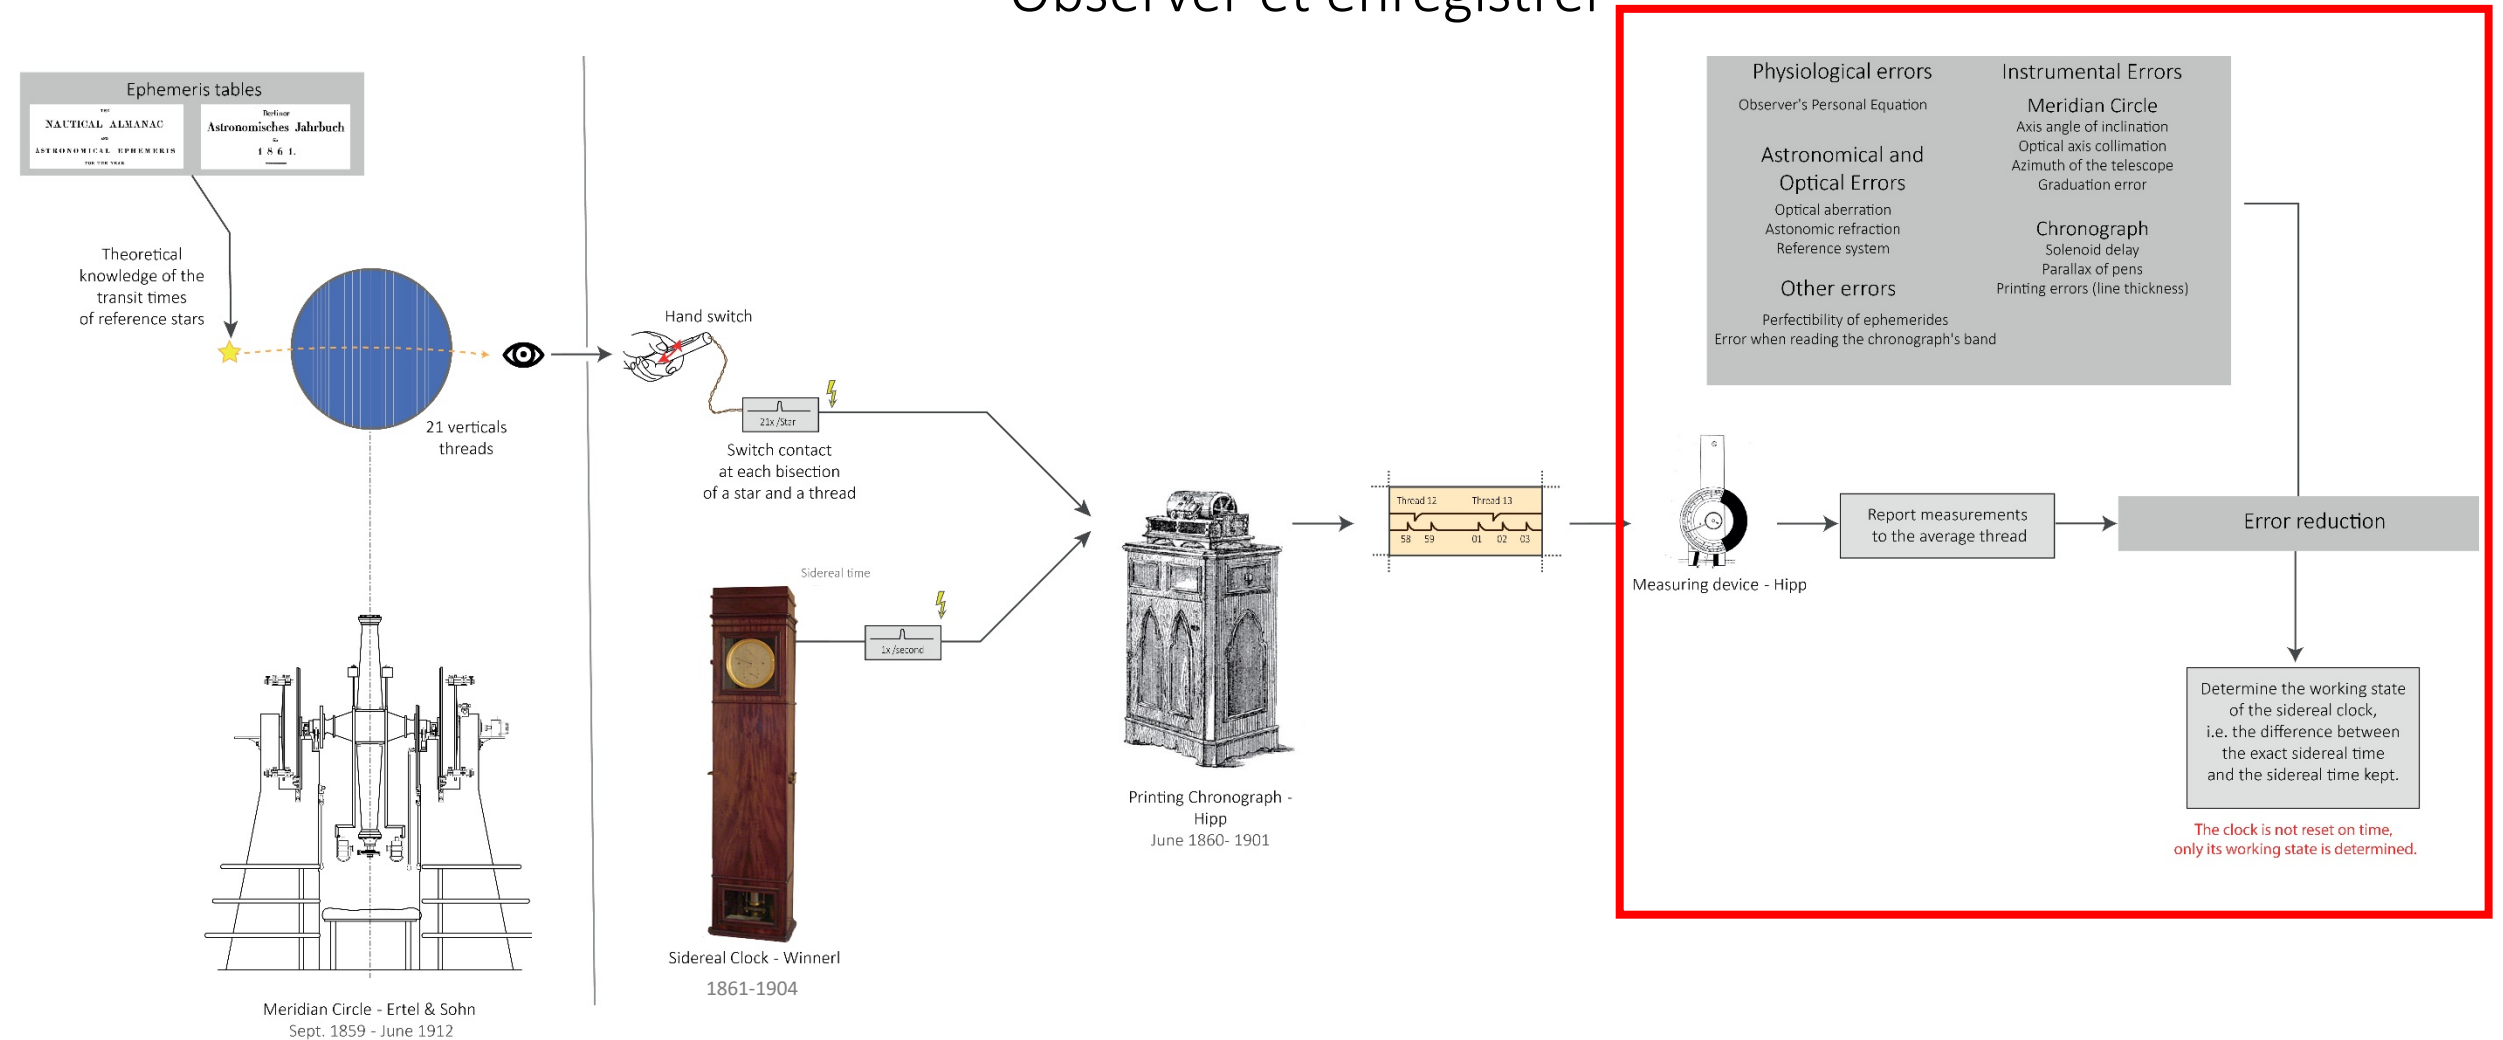 Observer et enregistrer
Ephemeris tables
THE
NAUTICAL ALMANAC
AND
ASTRONOMICAL EPHEMERIS
FOR THE YEAR
Berliner
Astronomisches Jahrbuch
für
1861.
Theoretical
knowledge of the
transit times
of reference stars
21 verticals
threads
Meridian Circle - Ertel & Sohn
Sept. 1859 - June 1912
Hand switch
21x /Star
Switch contact
at each bisection
of a star and a thread
Sidereal time
1x /second
Sidereal Clock - Winnerl
1861-1904
Printing Chronograph -
Hipp
June 1860- 1901
Thread 12 Thread 13
58 59 01 02 03
Physiological errors
Observer's Personal Equation
Astronomical and
Optical Errors
Optical aberration
Astonomic refraction
Reference system
Other errors
Perfectibility of ephemerides
Error when reading the chronograph's band
Instrumental Errors
Meridian Circle
Axis angle of inclination
Optical axis collimation
Azimuth of the telescope
Graduation error
Chronograph
Solenoid delay
Parallax of pens
Printing errors (line thickness)
Measuring device - Hipp
Report measurements
to the average thread
Error reduction
Determine the working state
of the sidereal clock,
i.e. the difference between
the exact sidereal time
and the sidereal time kept.
The clock is not reset on time,
only its working state is determined.